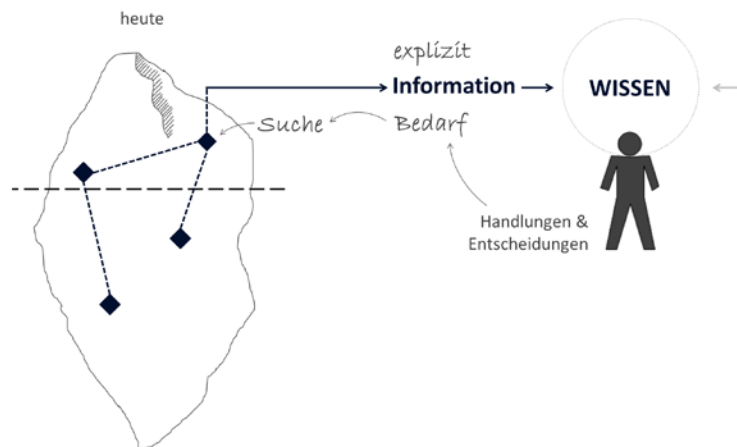 heute
explizit
Information
WISSEN
Suche
Bedarf
Handlungen &
Entscheidungen